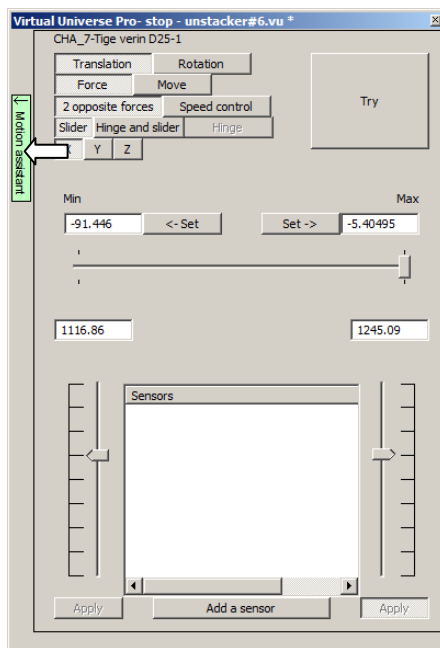 Virtual Universe Pro- stop - unstacker#6.vu *
CHA_7-Tige verin D25-1
Translation Rotation
Force Move
2 opposite forces Speed control
Slider Hinge and slider Hinge
Y Z
Try
Motion assistant
Min Max
-91.446 <- Set Set -> -5.40495
1116.86 1245.09
Sensors
Apply Add a sensor Apply